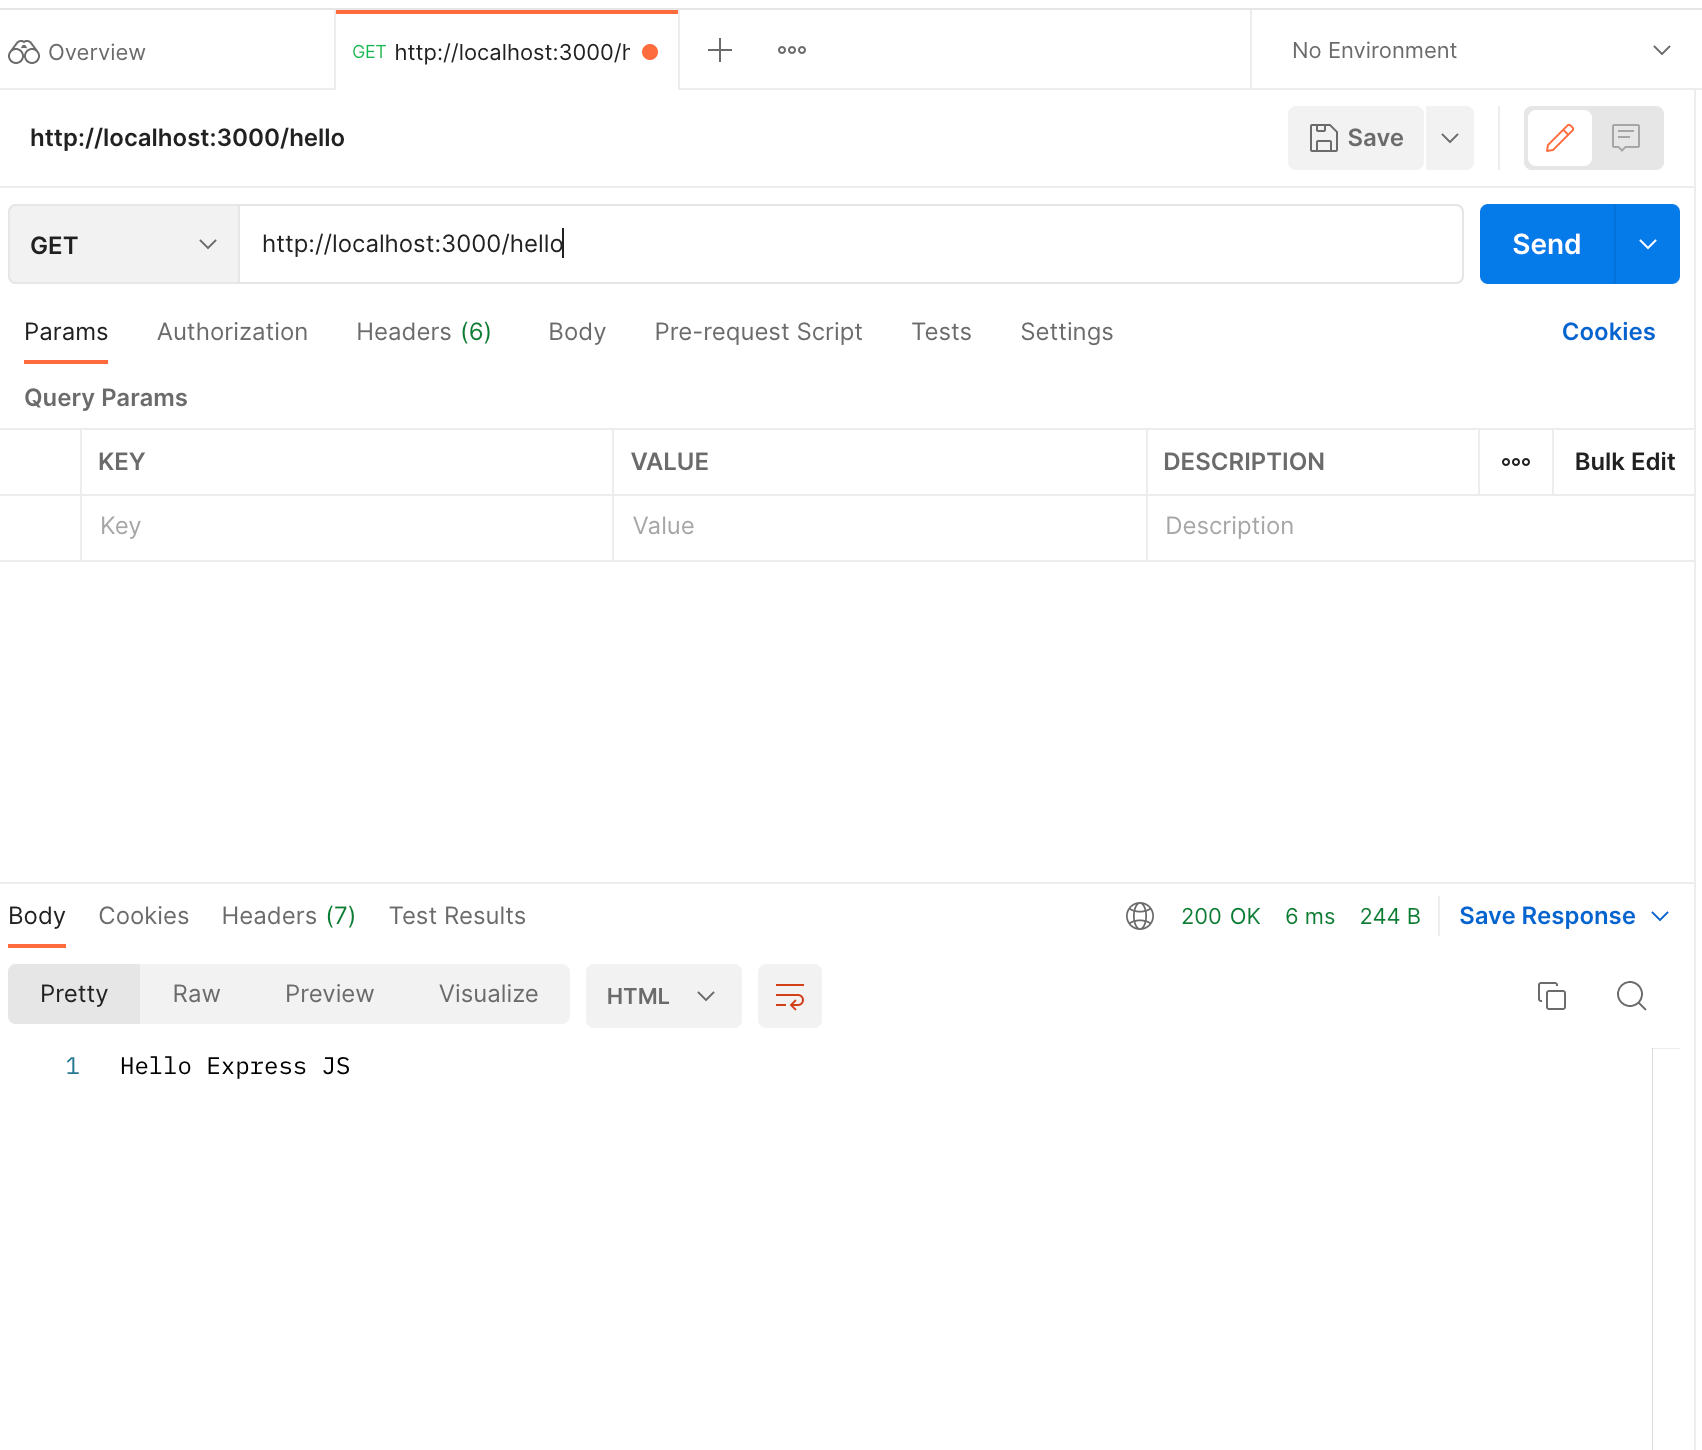 Overview
GET http://localhost:3000/h
No Environment
http://localhost:3000/hello
Save
GET
http://localhost:3000/hello
Send
Params Authorization Headers (6) Body Pre-request Script Tests Settings Cookies
Query Params
KEY VALUE DESCRIPTION Bulk Edit
Key Value Description
Body Cookies Headers (7) Test Results 200 OK 6 ms 244 B Save Response
Pretty Raw Preview Visualize HTML
1 Hello Express JS